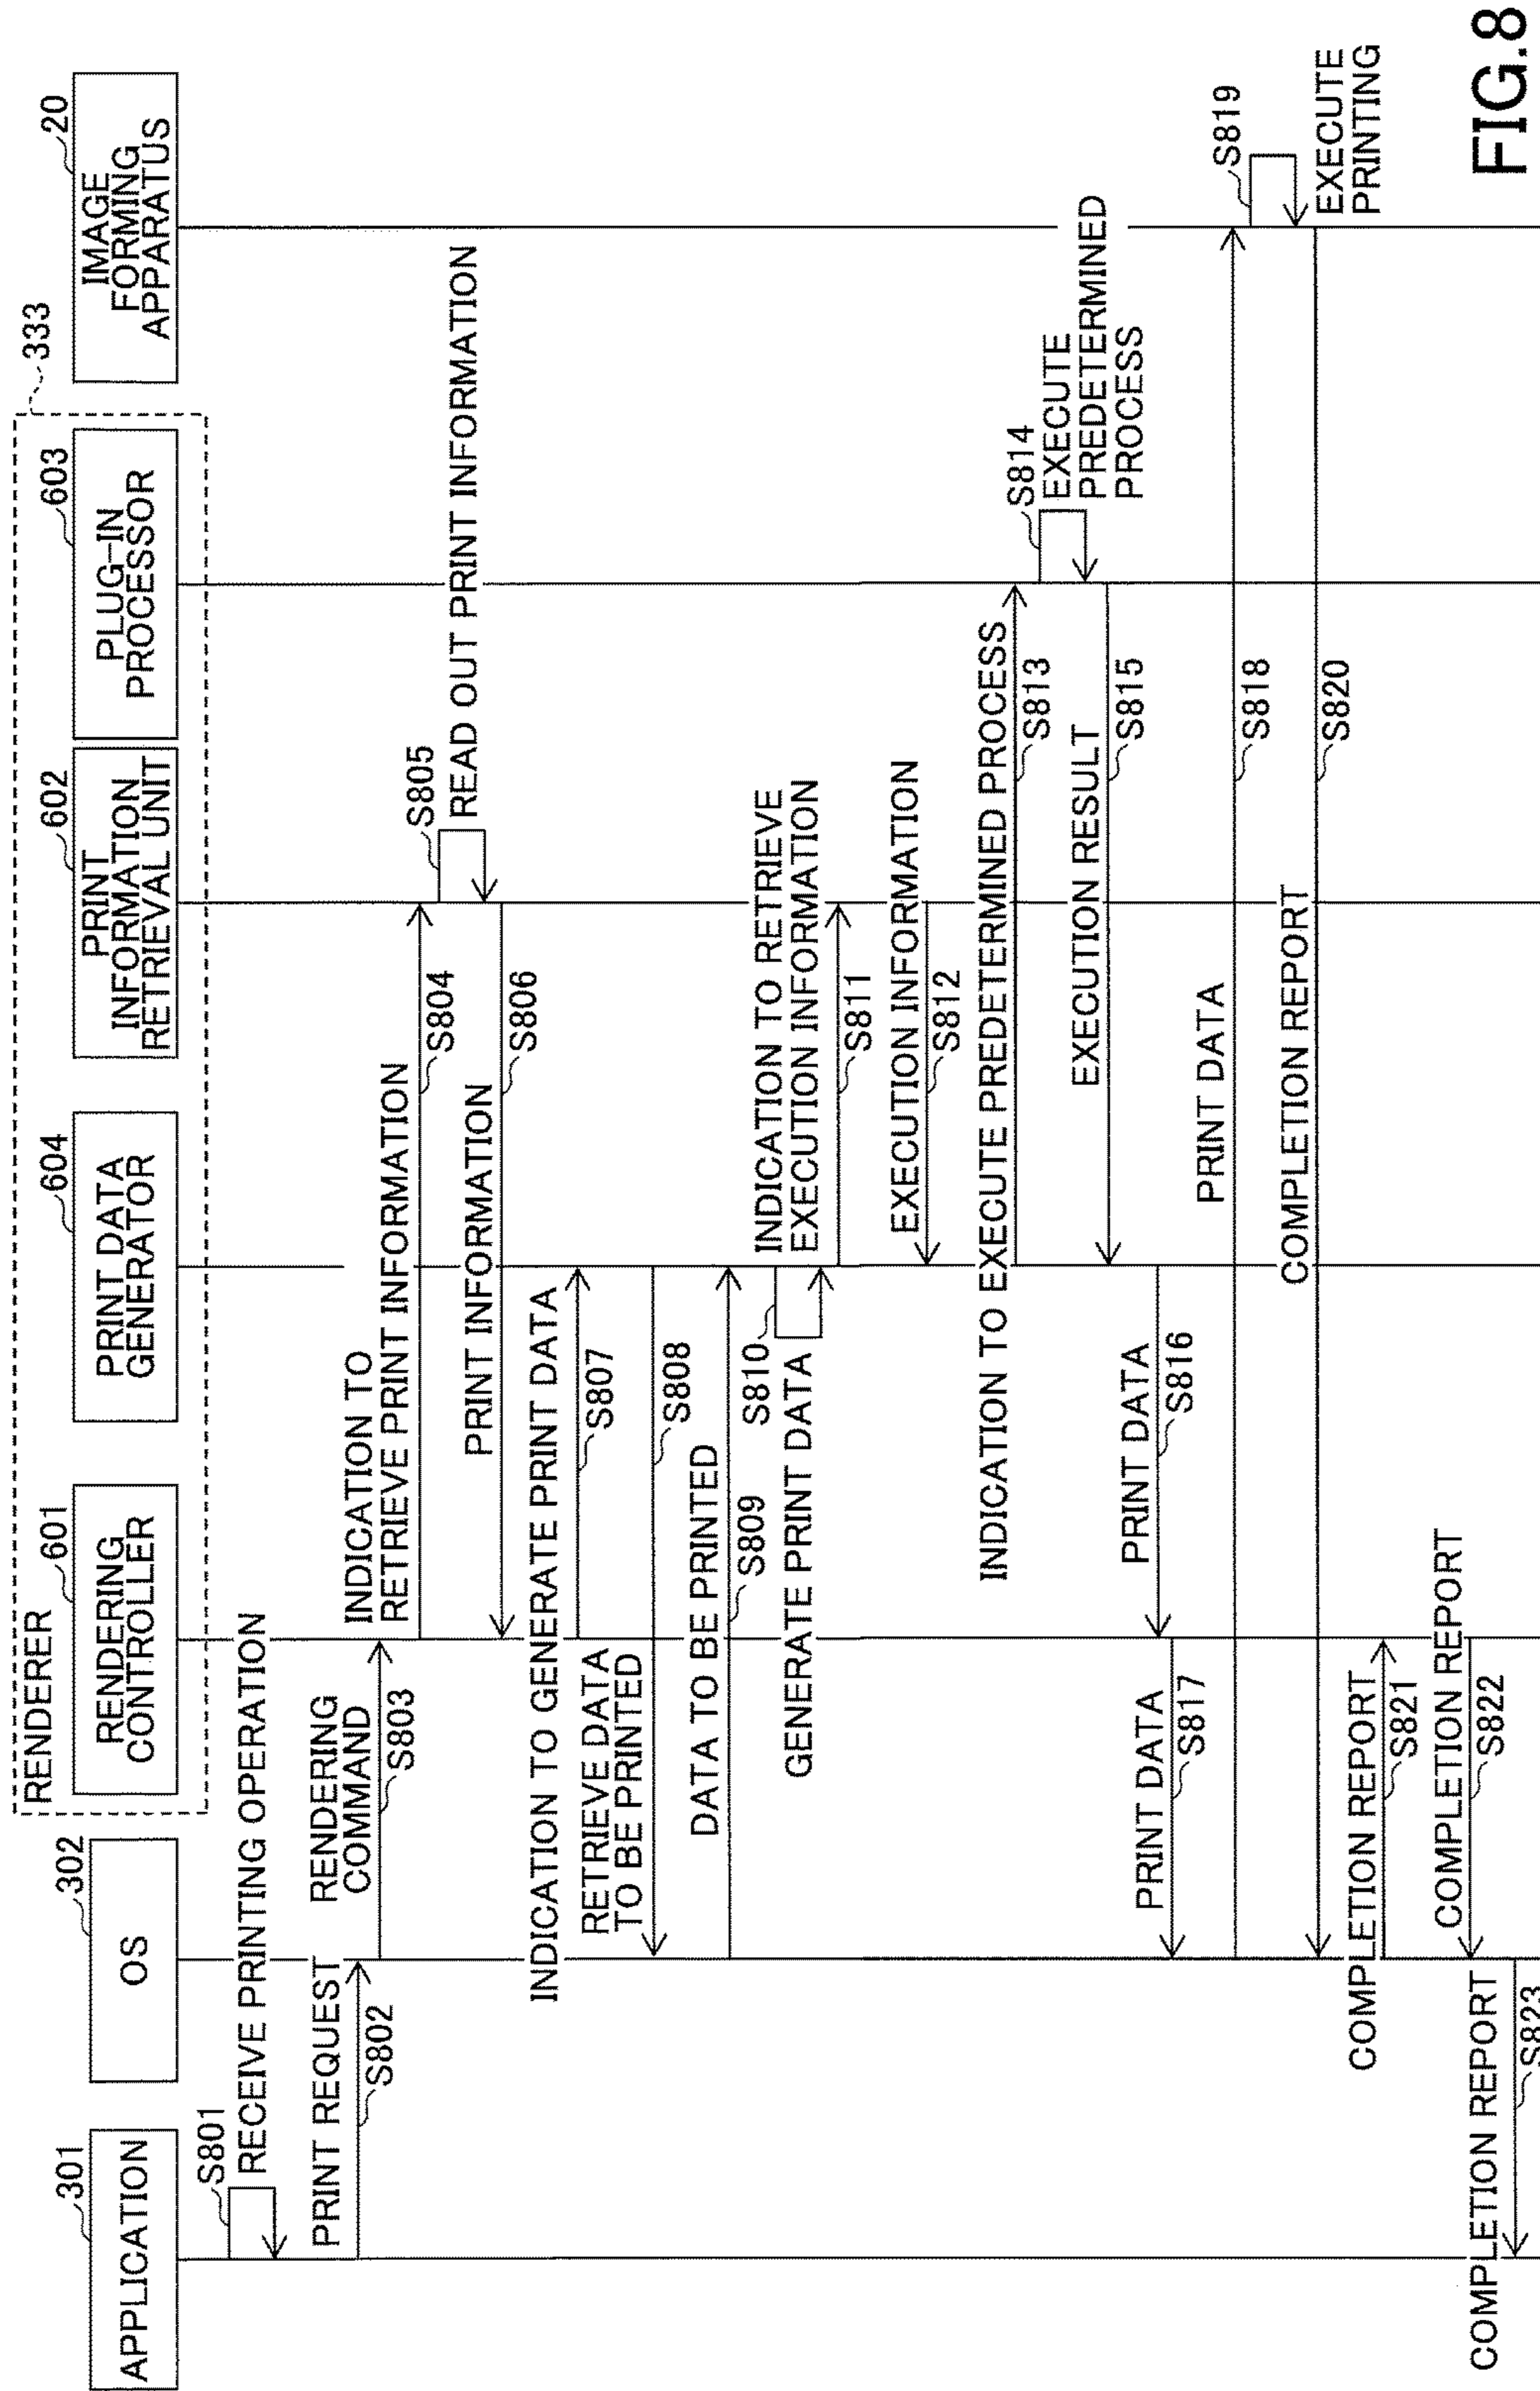 RENDERER
333
301
APPLICATION
302
OS
601
RENDERING
CONTROLLER
604
PRINT DATA
GENERATOR
602
PRINT
INFORMATION
RETRIEVAL UNIT
603
PLUG-IN
PROCESSOR
20
IMAGE
FORMING
APPARATUS
S801
RECEIVE PRINTING OPERATION
PRINT REQUEST
S802
RENDERING
COMMAND
S803
INDICATION TO
RETRIEVE PRINT INFORMATION
S804
S805
READ OUT PRINT INFORMATION
PRINT INFORMATION
S806
INDICATION TO GENERATE PRINT DATA
S807
RETRIEVE DATA
TO BE PRINTED
S808
DATA TO BE PRINTED
S809
S810
GENERATE PRINT DATA
INDICATION TO RETRIEVE
EXECUTION INFORMATION
S811
EXECUTION INFORMATION
S812
INDICATION TO EXECUTE PREDETERMINED PROCESS
S813
S814
EXECUTE
PREDETERMINED
PROCESS
EXECUTION RESULT
S815
PRINT DATA
S816
PRINT DATA
S817
PRINT DATA
S818
S819
EXECUTE
PRINTING
COMPLETION REPORT
S820
COMPLETION REPORT
S821
COMPLETION REPORT
S822
COMPLETION REPORT
S823
FIG.8